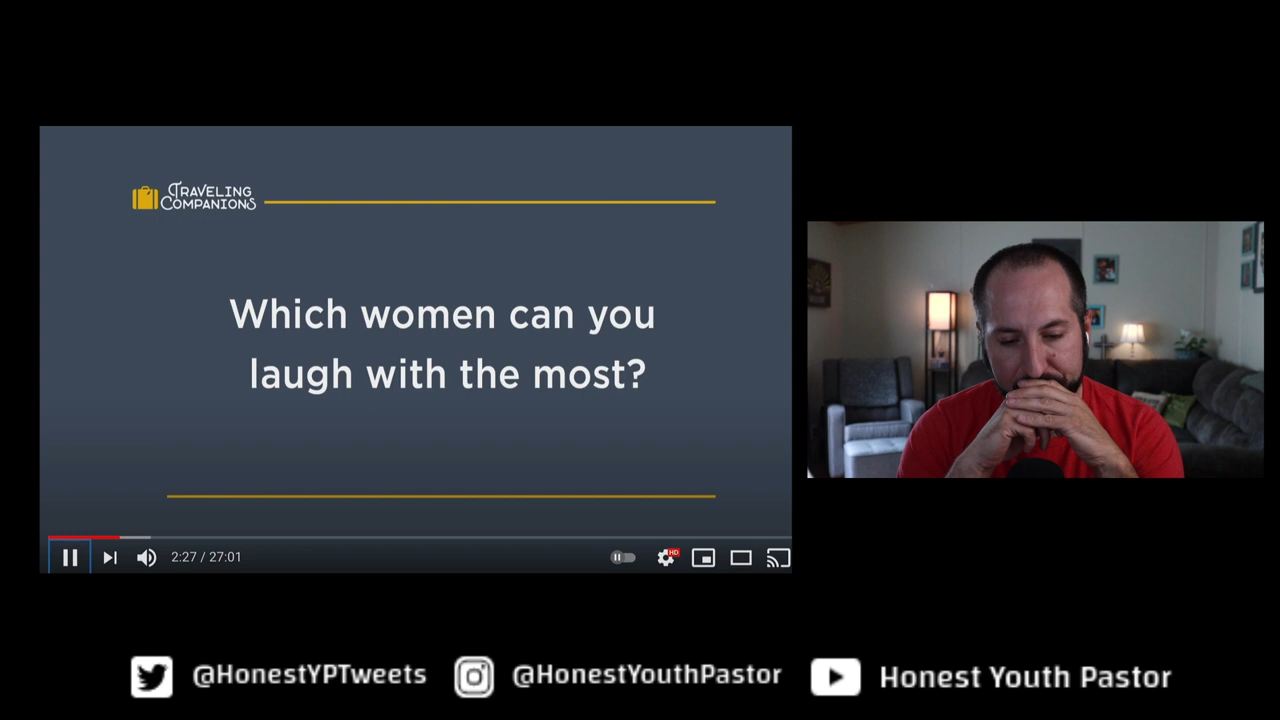 TRAVELING
COMPANIONS
Which women can you
laugh with the most?
2:27 / 27:01
HD
@HonestYPTweets
@HonestYouthPastor
Honest Youth Pastor